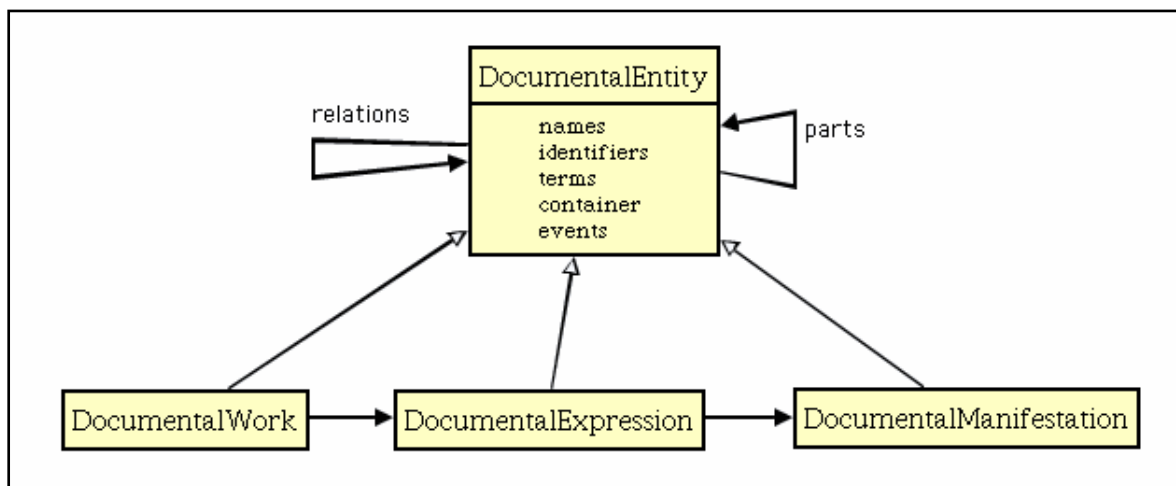 DocumentalEntity
relations
names
identifiers
terms
container
events
parts
DocumentalWork
DocumentalExpression
DocumentalManifestation